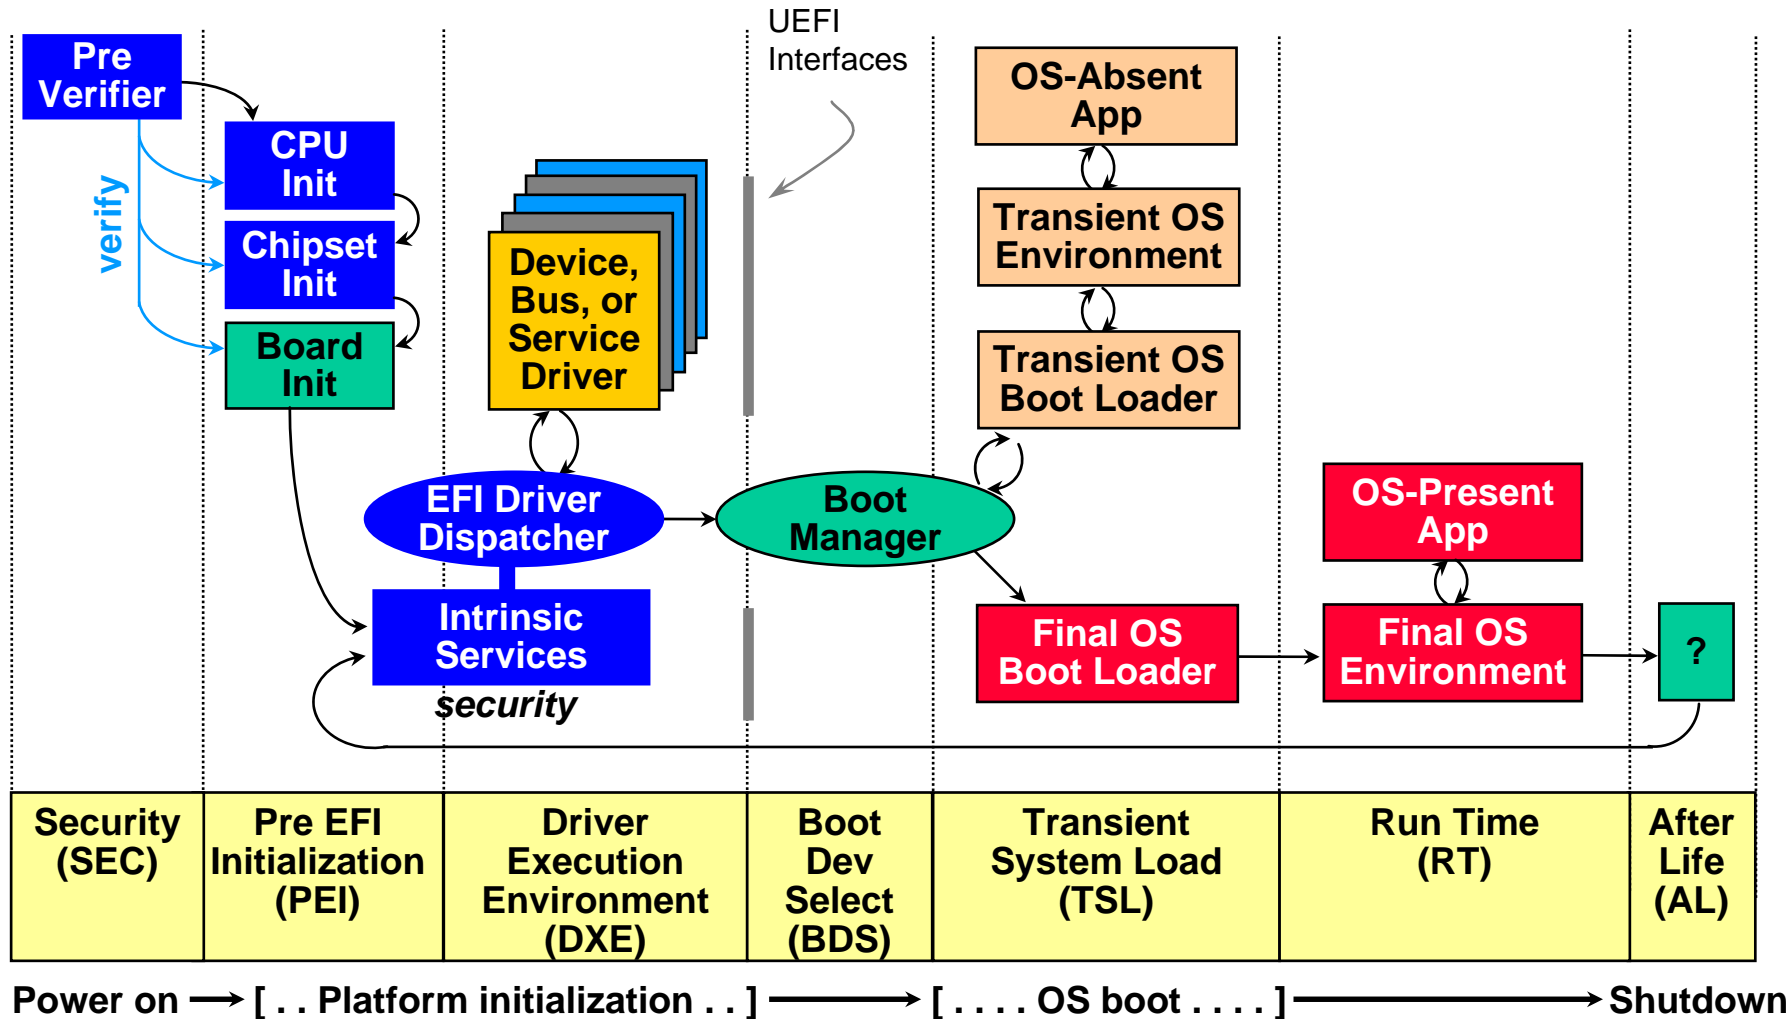 UEFI
Interfaces
Pre
Verifier
verify
CPU
Init
Chipset
Init
Board
Init
Device,
Bus, or
Service
Driver
EFI Driver
Dispatcher
Intrinsic
Services
security
Boot
Manager
OS-Absent
App
Transient OS
Environment
Transient OS
Boot Loader
Final OS
Boot Loader
OS-Present
App
Final OS
Environment
?
Security
(SEC)
Pre EFI
Initialization
(PEI)
Driver
Execution
Environment
(DXE)
Boot
Dev
Select
(BDS)
Transient
System Load
(TSL)
Run Time
(RT)
After
Life
(AL)
Power on [ . . Platform initialization . . ] [ . . . . OS boot . . . . ] Shutdown